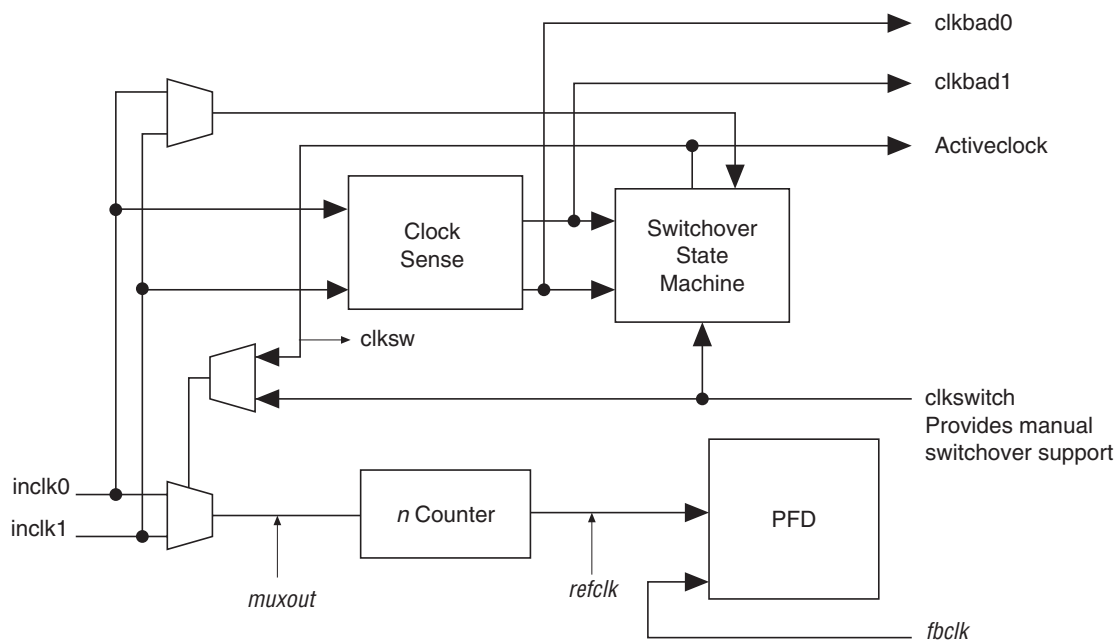 clkbad0
clkbad1
Activeclock
Clock
Sense
Switchover
State
Machine
clksw
clkswitch
Provides manual
switchover support
inclk0
inclk1
n Counter
PFD
muxout
refclk
fbclk